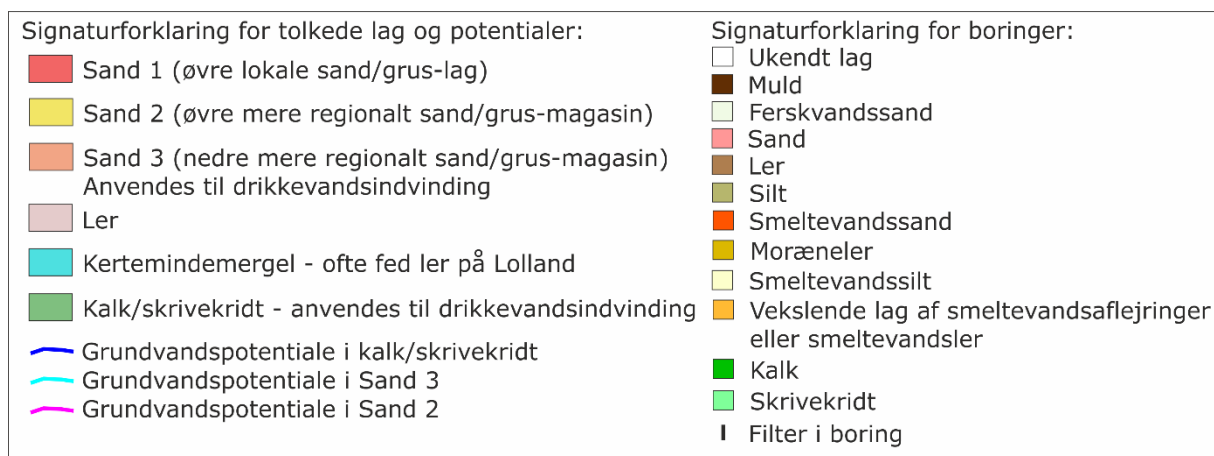 Signaturforklaring for tolkede lag og potentialer:
Sand 1 (øvre lokale sand/grus-lag)
Sand 2 (øvre mere regionalt sand/grus-magasin)
Sand 3 (nedre mere regionalt sand/grus-magasin)
Anvendes til drikkevandsindvinding
Ler
Kertemindemergel - ofte fed ler på Lolland
Kalk/skrivekridt - anvendes til drikkevandsindvinding
Grundvandspotentiale i kalk/skrivekridt
Grundvandspotentiale i Sand 3
Grundvandspotentiale i Sand 2
Signaturforklaring for boringer:
Ukendt lag
Muld
Ferskvandssand
Sand
Ler
Silt
Smeltevandssand
Moræneler
Smeltevandssilt
Vekslende lag af smeltevandsaflejringer
eller smeltevandsler
Kalk
Skrivekridt
Filter i boring